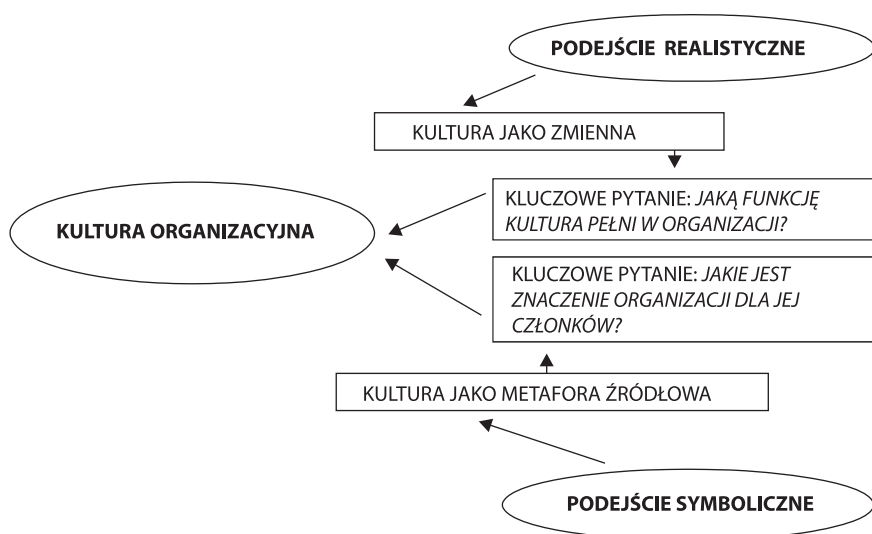 PODEJŚCIE REALISTYCZNE
KULTURA JAKO ZMIENNA
KLUCZOWE PYTANIE: JAKĄ FUNKCJĘ
KULTURA PEŁNI W ORGANIZACJI?
KULTURA ORGANIZACYJNA
KLUCZOWE PYTANIE: JAKIE JEST
ZNACZENIE ORGANIZACJI DLA JEJ
CZŁONKÓW?
KULTURA JAKO METAFORA ŹRÓDŁOWA
PODEJŚCIE SYMBOLICZNE